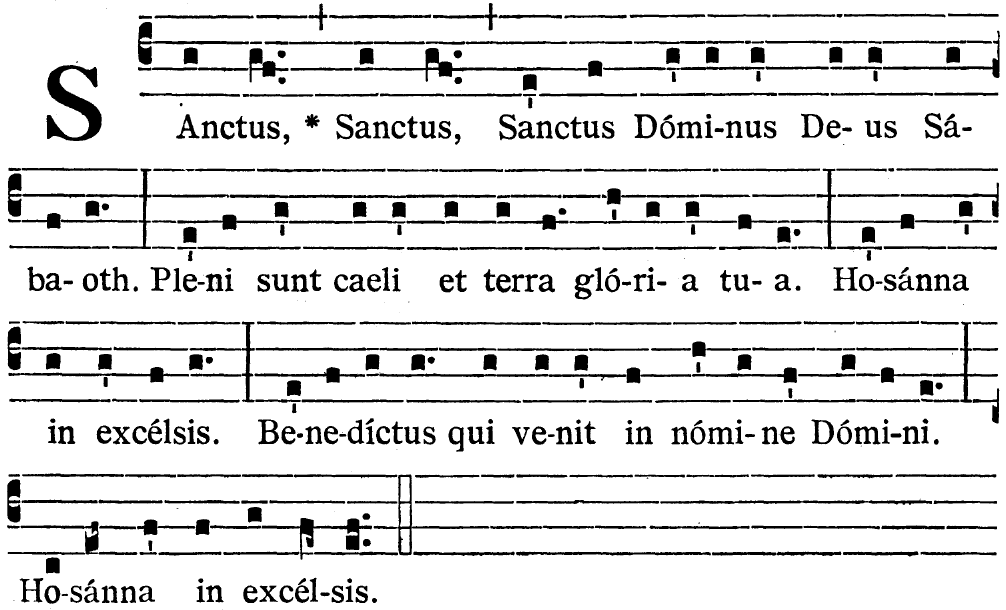 SAnctus, * Sanctus, Sanctus Dómi-nus De- us Sá-
ba- oth. Ple-ni sunt caeli et terra gló-ri- a tu- a. Ho-sánna
in excélsis. Be-ne-díctus qui ve-nit in nómi-ne Dómi-ni.
Ho-sánna in excél-sis.